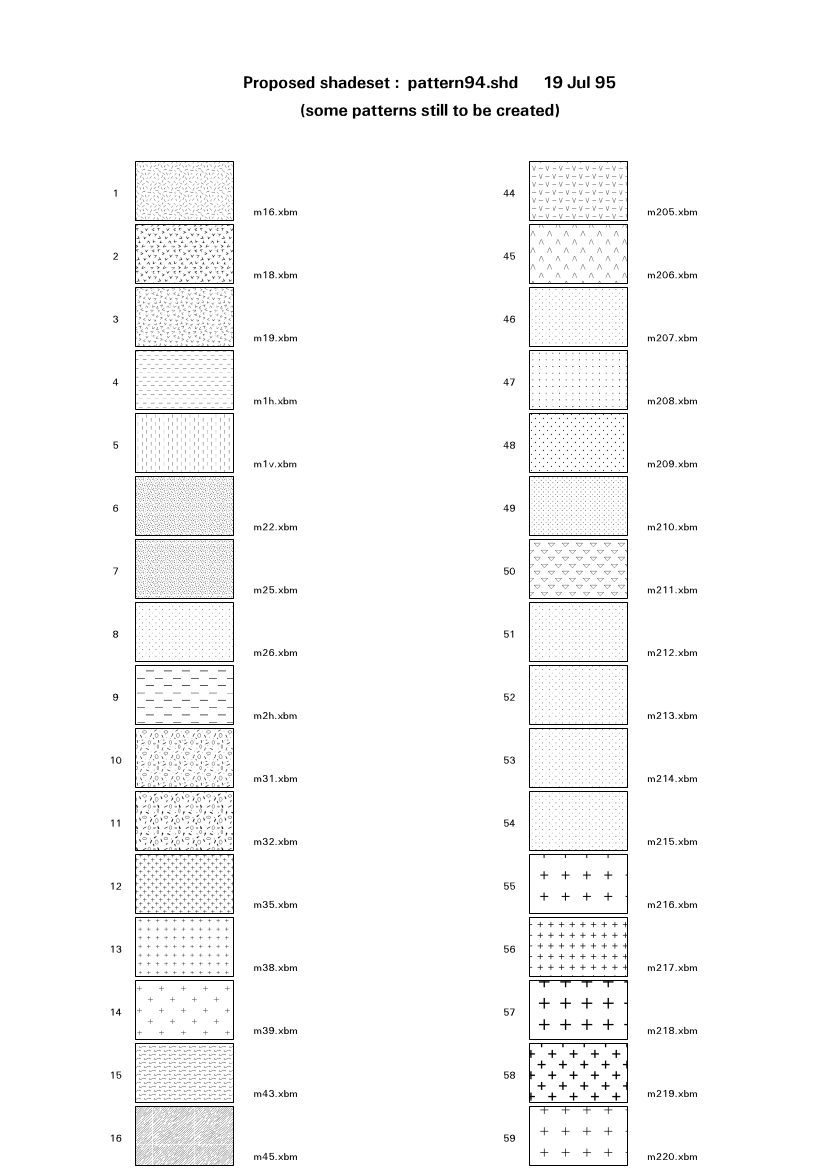 Proposed shadeset : pattern94.shd 19 Jul 95
(some patterns still to be created)
1 m16.xbm
2 m18.xbm
3 m19.xbm
4 m1h.xbm
5 m1v.xbm
6 m22.xbm
7 m25.xbm
8 m26.xbm
9 m2h.xbm
10 m31.xbm
11 m32.xbm
12 m35.xbm
13 m38.xbm
14 m39.xbm
15 m43.xbm
16 m45.xbm
44 m205.xbm
45 m206.xbm
46 m207.xbm
47 m208.xbm
48 m209.xbm
49 m210.xbm
50 m211.xbm
51 m212.xbm
52 m213.xbm
53 m214.xbm
54 m215.xbm
55 m216.xbm
56 m217.xbm
57 m218.xbm
58 m219.xbm
59 m220.xbm